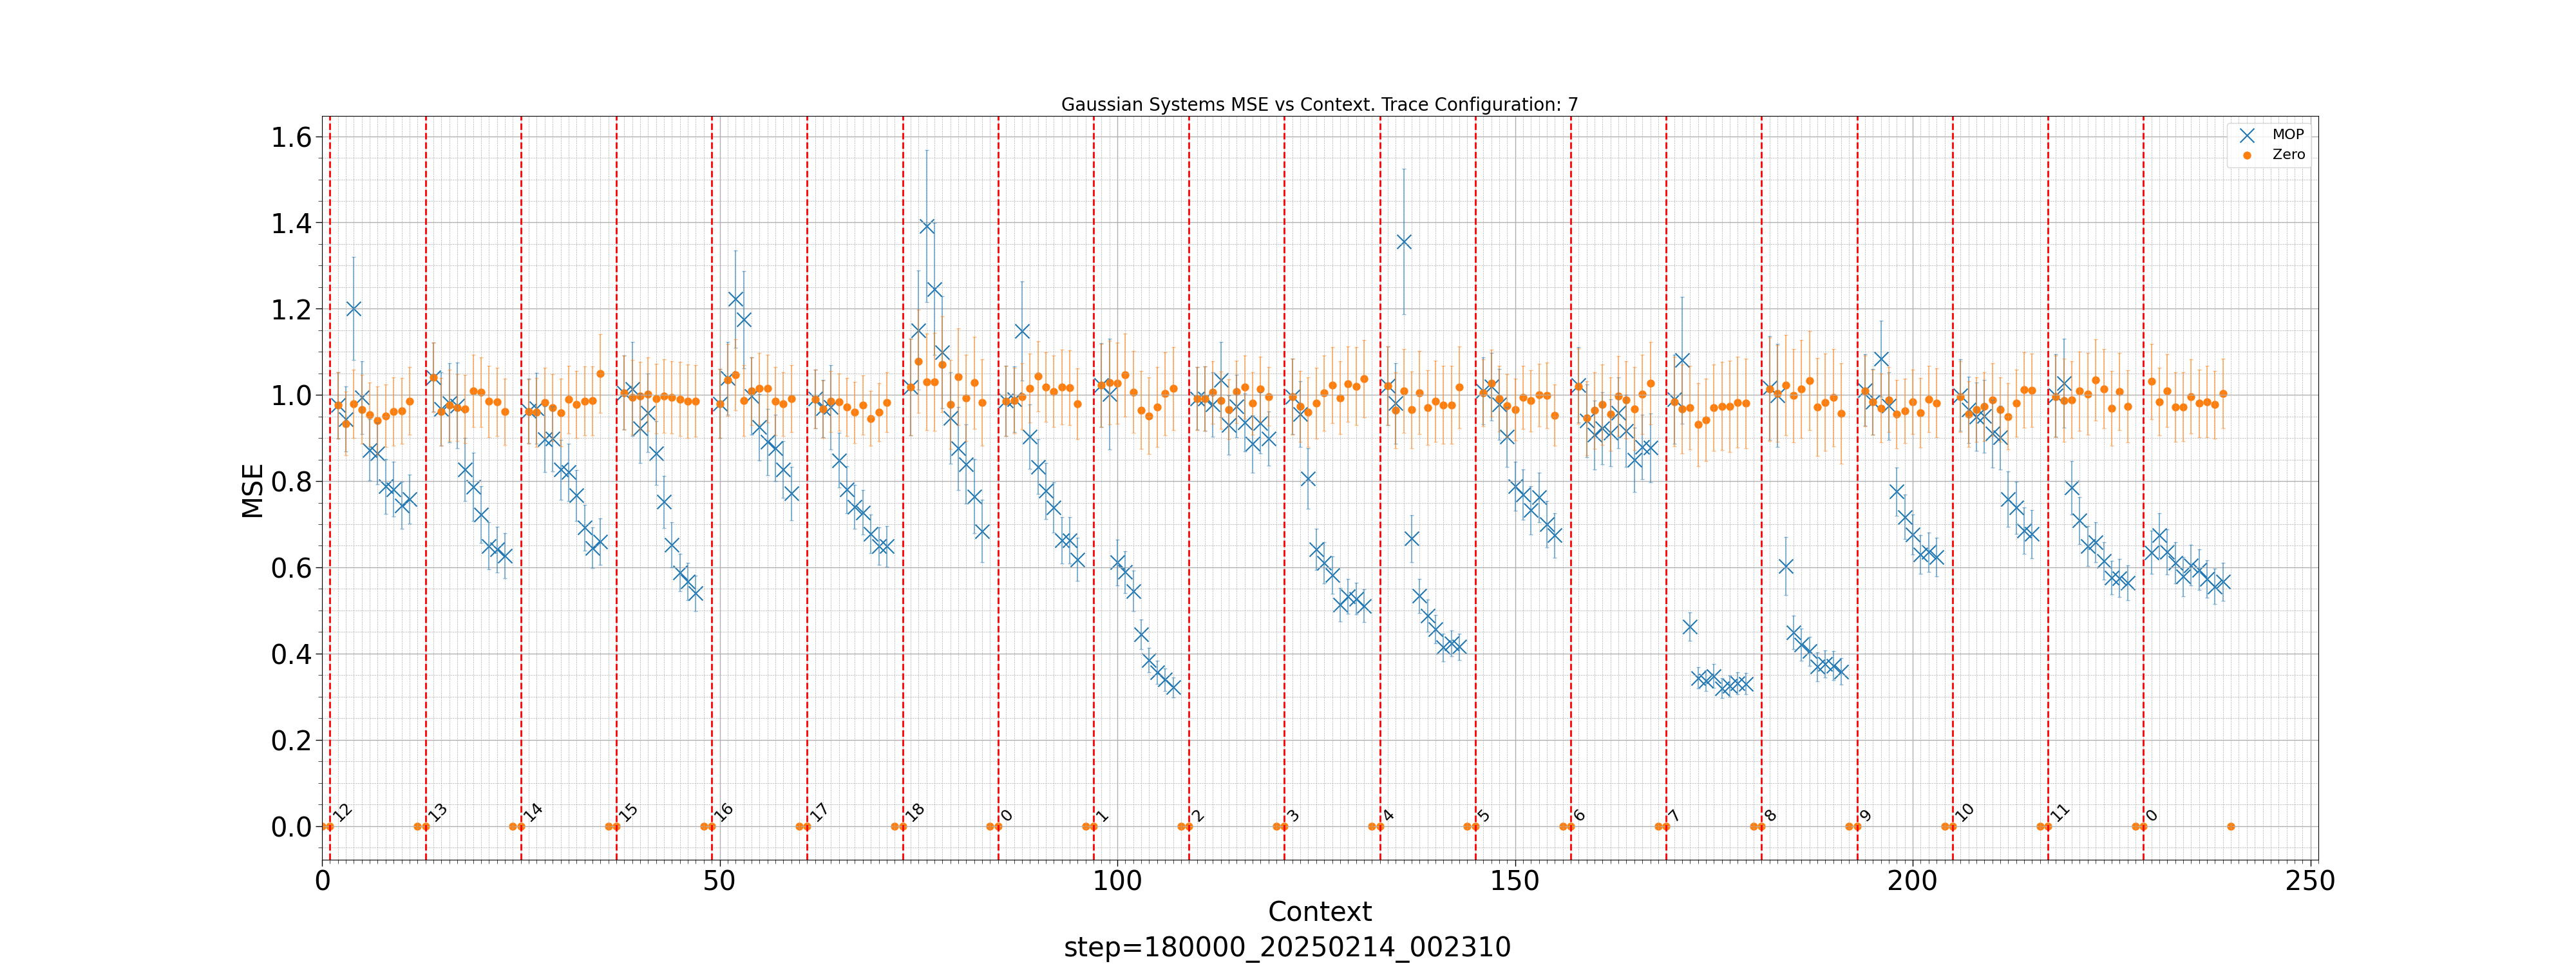 Gaussian Systems MSE vs Context. Trace Configuration: 7
MOP
Zero
MSE
1.6
1.4
1.2
1.0
0.8
0.6
0.4
0.2
0.0
12 13 14 15 16 17 18 0 1 2 3 4 5 6 7 8 9 10 11 0
0 50 100 150 200 250
Context
step=180000_20250214_002310